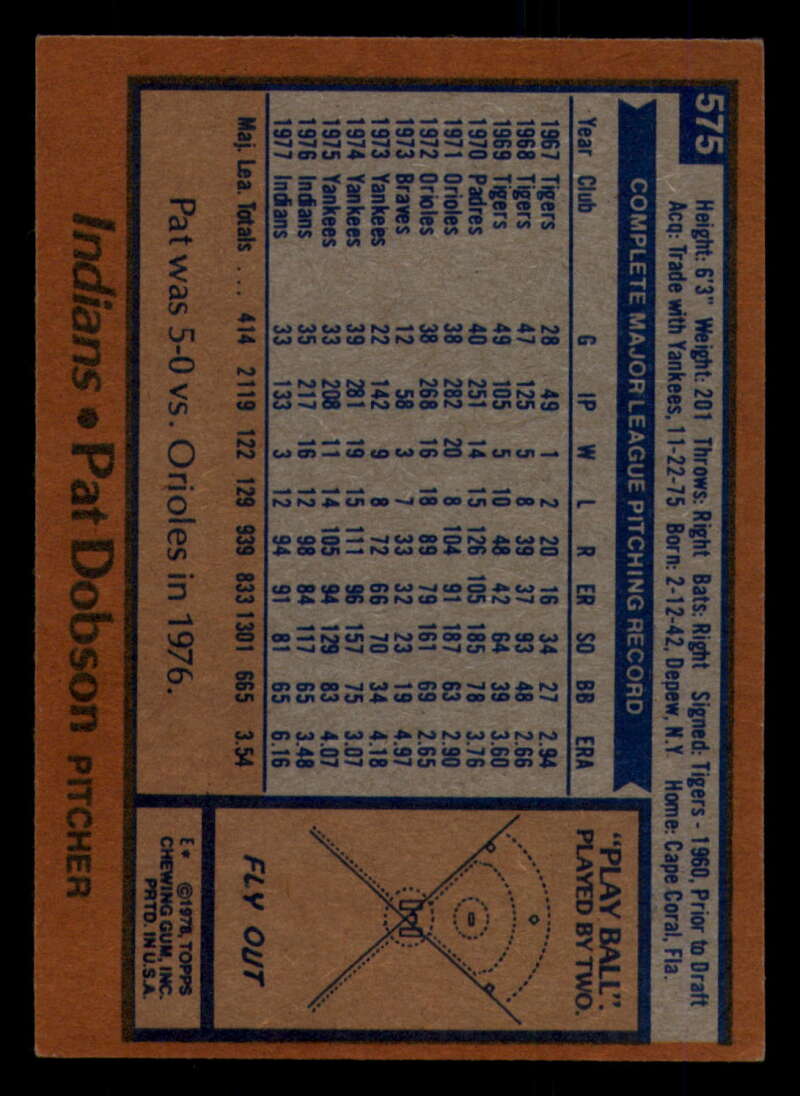 575
Height: 6'3" Weight: 201 Throws: Right Bats: Right Signed: Tigers - 1960, Prior to Draft
Acq: Trade with Yankees, 11-22-75 Born: 2-12-42, Depew, N.Y Home: Cape Coral, Fla.
COMPLETE MAJOR LEAGUE PITCHING RECORD
Year Club G IP W L R ER SO BB ERA
1967 Tigers 28 49 1 2 20 16 34 27 2.94
1968 Tigers 47 125 5 8 39 37 93 48 2.66
1969 Tigers 49 105 5 10 48 42 64 39 3.60
1970 Padres 40 251 14 15 126 105 185 78 3.76
1971 Orioles 38 282 20 8 104 91 187 63 2.90
1972 Orioles 38 268 16 18 89 79 161 69 2.65
1973 Braves 12 58 3 7 33 32 23 19 4.97
1973 Yankees 22 142 9 8 72 66 70 34 4.18
1974 Yankees 39 281 19 15 111 96 157 75 3.07
1975 Yankees 33 208 11 14 105 94 129 83 4.07
1976 Indians 35 217 16 12 98 84 117 65 3.48
1977 Indians 33 133 3 12 94 91 81 65 6.16
Maj. Lea. Totals ... 414 2119 122 129 939 833 1301 665 3.54
Pat was 5-0 vs. Orioles in 1976.
"PLAY BALL".
PLAYED BY TWO.
FLY OUT
E* ©1978, TOPPS
CHEWING GUM, INC.
PRTD. IN U.S.A.
Indians • Pat Dobson PITCHER